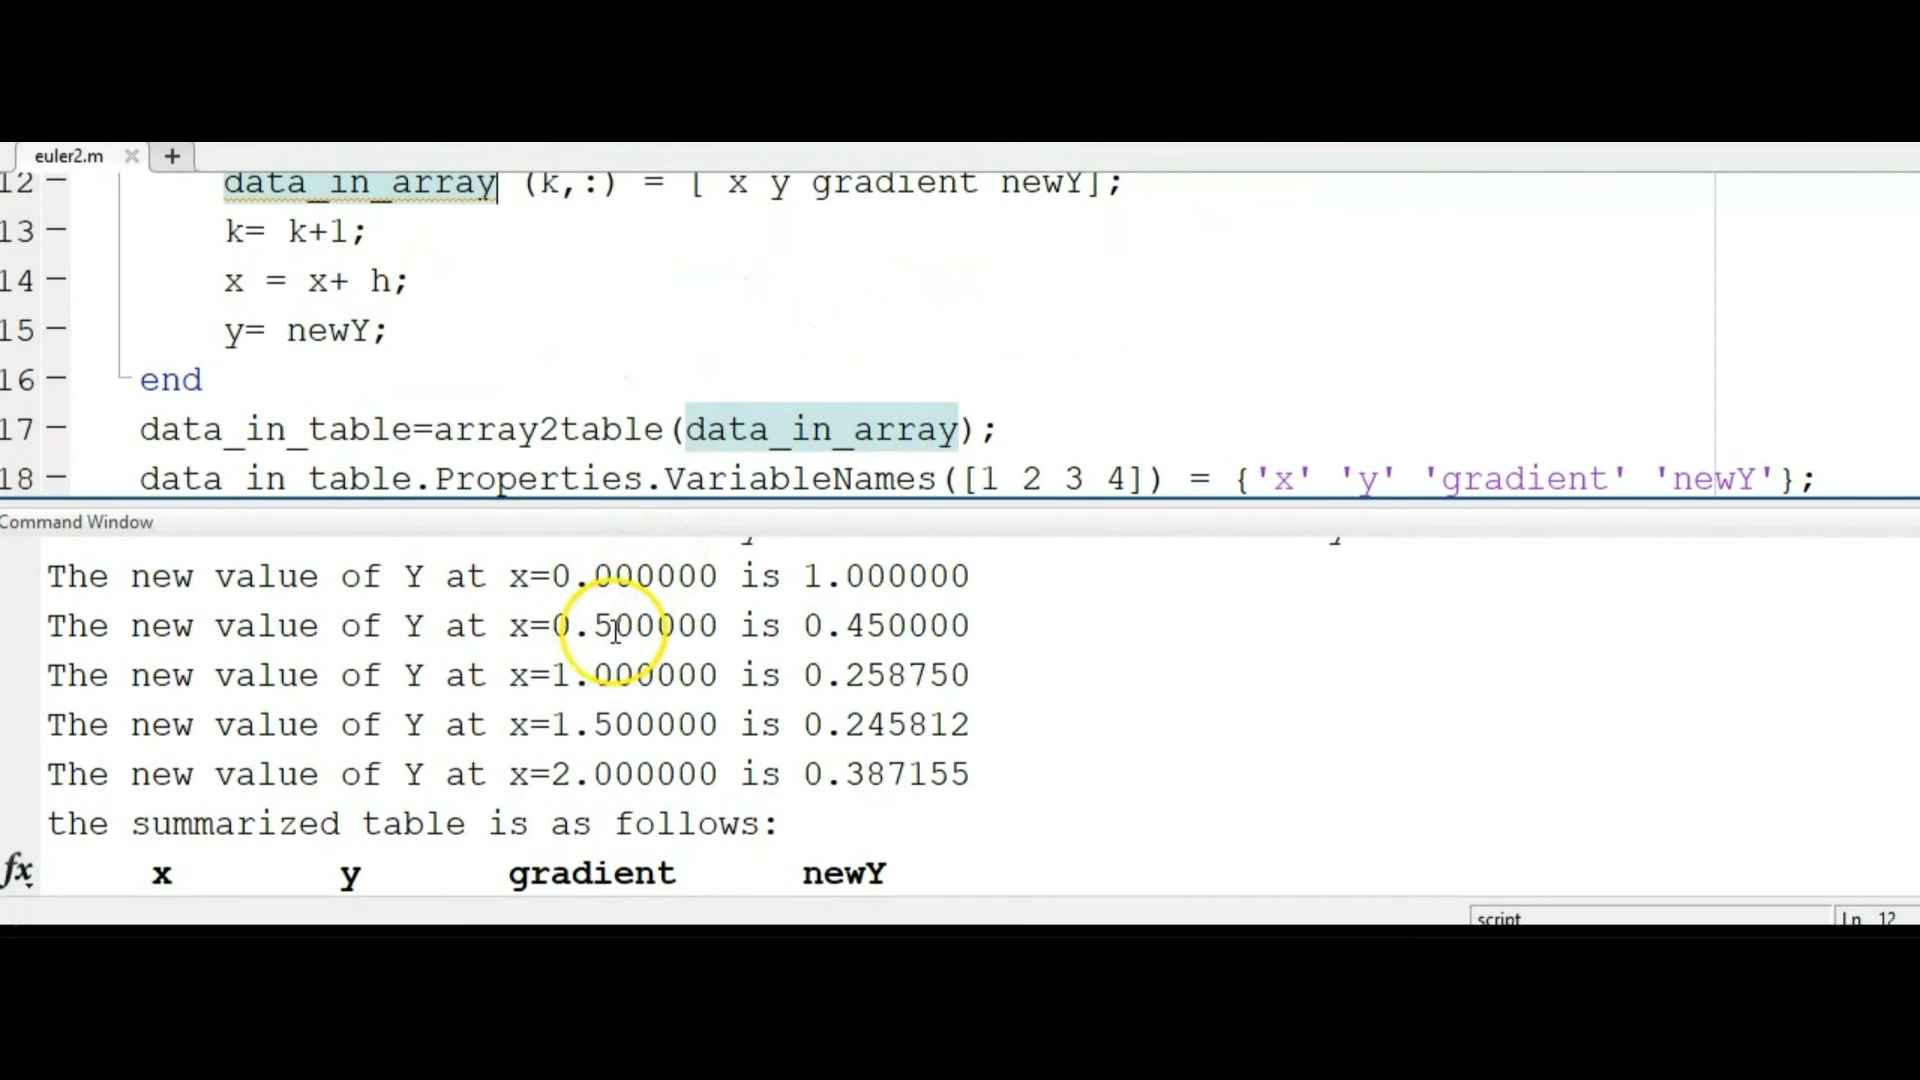 euler2.m
12 data_in_array (k,:) = [ x y gradient newY];
13 k= k+1;
14 x = x+ h;
15 y= newY;
16 end
17 data_in_table=array2table(data_in_array);
18 data in table.Properties.VariableNames([1 2 3 4]) = {'x' 'y' 'gradient' 'newY'};
Command Window
The new value of Y at x=0.000000 is 1.000000
The new value of Y at x=0.500000 is 0.450000
The new value of Y at x=1.000000 is 0.258750
The new value of Y at x=1.500000 is 0.245812
The new value of Y at x=2.000000 is 0.387155
the summarized table is as follows:
fx x y gradient newY
script Ln 12